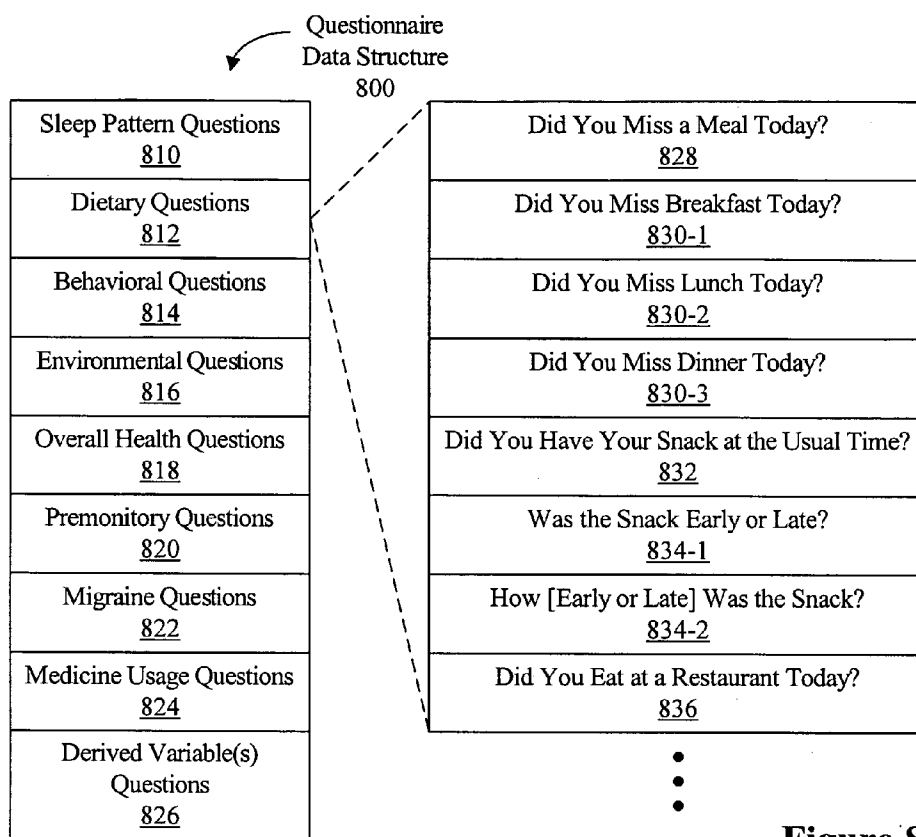 Questionnaire
Data Structure
800
Sleep Pattern Questions
810
Dietary Questions
812
Behavioral Questions
814
Environmental Questions
816
Overall Health Questions
818
Premonitory Questions
820
Migraine Questions
822
Medicine Usage Questions
824
Derived Variable(s)
Questions
826
Did You Miss a Meal Today?
828
Did You Miss Breakfast Today?
830-1
Did You Miss Lunch Today?
830-2
Did You Miss Dinner Today?
830-3
Did You Have Your Snack at the Usual Time?
832
Was the Snack Early or Late?
834-1
How [Early or Late] Was the Snack?
834-2
Did You Eat at a Restaurant Today?
836
Figure